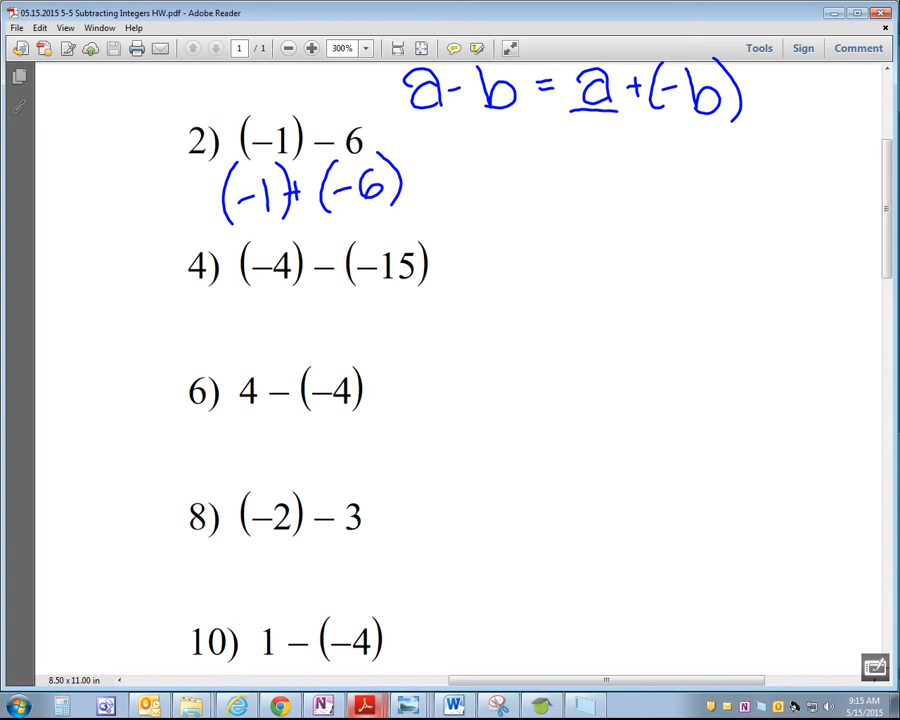 05.15.2015 5-5 Subtracting Integers HW.pdf - Adobe Reader
File Edit View Window Help
1 / 1 300% Tools Sign Comment
a - b = a + (-b)
2) (−1) − 6
(-1) + (-6)
4) (−4) − (−15)
6) 4 − (−4)
8) (−2) − 3
10) 1 − (−4)
8.50 x 11.00 in
9:15 AM
5/15/2015